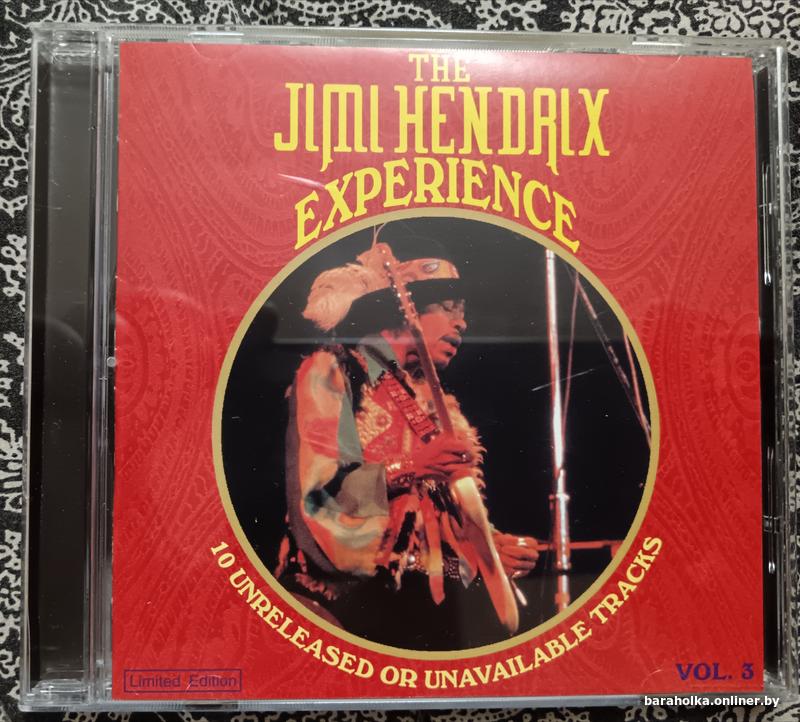 THE
JIMI HENDRIX
EXPERIENCE
10 UNRELEASED OR UNAVAILABLE TRACKS
Limited Edition
VOL. 3
baraholka.onliner.by